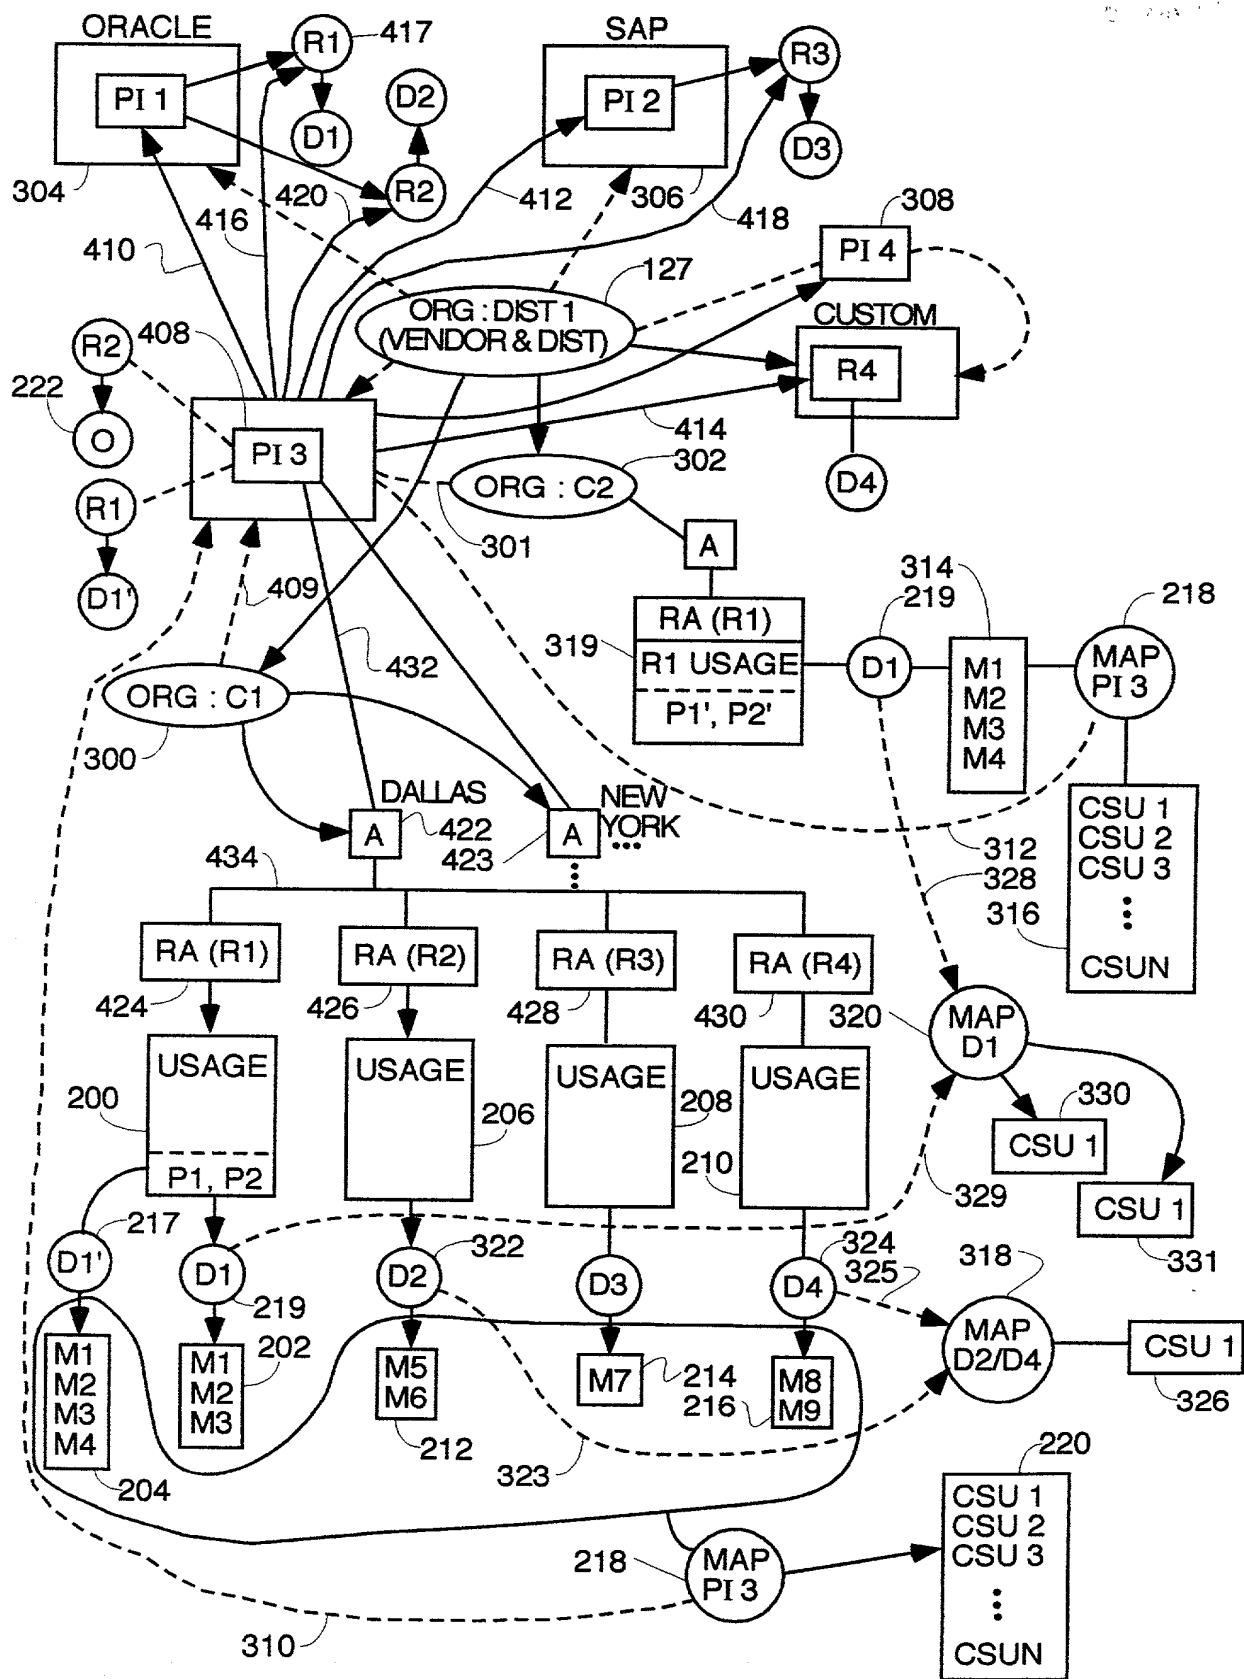 ORACLE
R1
417
SAP
R3
PI 1
D2
PI 2
D1
D3
304
R2
306
420
412
308
416
418
410
PI 4
127
ORG : DIST 1
(VENDOR & DIST)
CUSTOM
408
R2
R4
222
O
PI 3
414
302
ORG : C2
D4
R1
A
301
314
409
219
218
D1'
RA (R1)
319
R1 USAGE
D1
M1
M2
M3
M4
MAP
PI 3
432
ORG : C1
P1', P2'
300
DALLAS
NEW
YORK
...
CSU 1
CSU 2
CSU 3
⋮
CSUN
A
422
A
423
312
434
⋮
328
316
RA (R1)
RA (R2)
RA (R3)
RA (R4)
424
426
428
430
320
MAP
D1
USAGE
USAGE
USAGE
USAGE
200
208
330
206
CSU 1
210
P1, P2
329
217
CSU 1
322
324
318
331
D1'
D1
D2
D3
D4
325
219
MAP
D2/D4
CSU 1
M1
M2
M3
M4
202
M1
M2
M3
M5
M6
M7
214
216
M8
M9
326
212
204
323
220
CSU 1
CSU 2
CSU 3
⋮
CSUN
218
MAP
PI 3
310